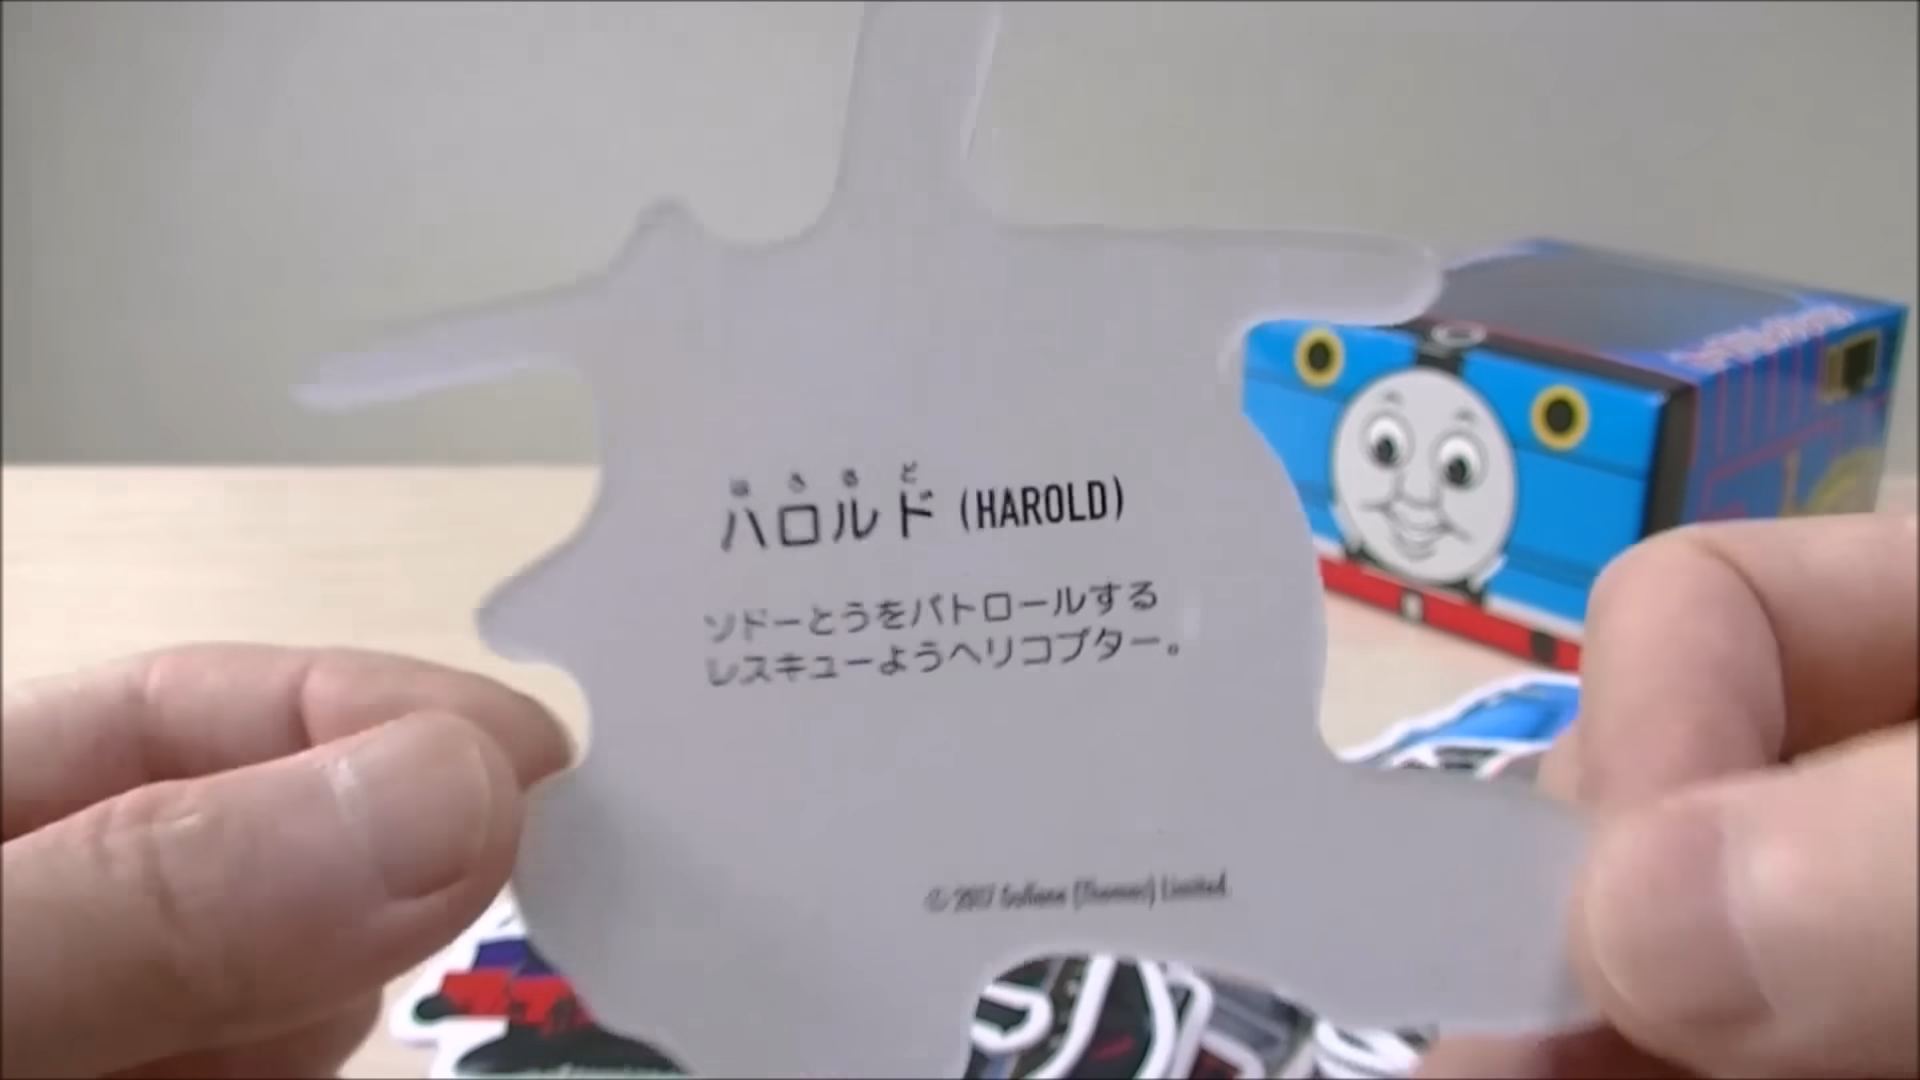 はろるど
ハロルド (HAROLD)
ソドーとうをパトロールする
レスキューようヘリコプター。
© 2017 Gullane (Thomas) Limited.